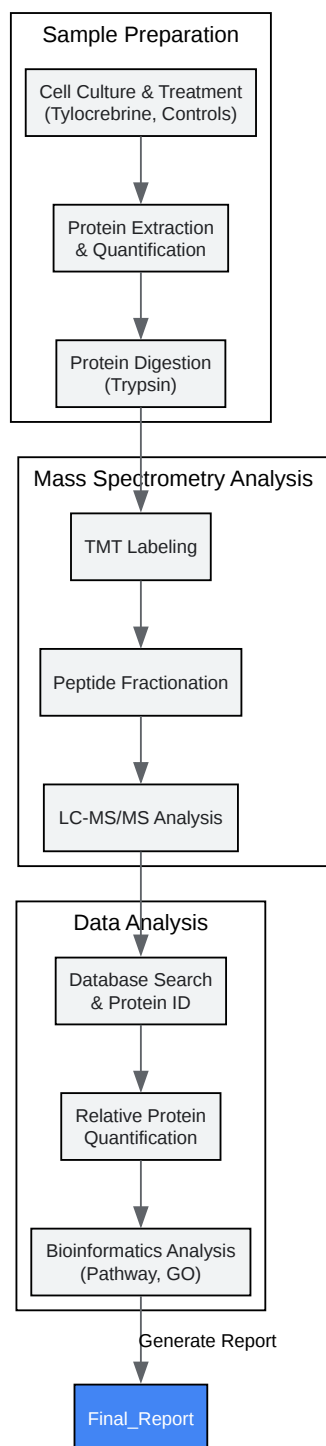 Sample Preparation
Cell Culture & Treatment
(Tylocrebrine, Controls)
Protein Extraction
& Quantification
Protein Digestion
(Trypsin)
Mass Spectrometry Analysis
TMT Labeling
Peptide Fractionation
LC-MS/MS Analysis
Data Analysis
Database Search
& Protein ID
Relative Protein
Quantification
Bioinformatics Analysis
(Pathway, GO)
Generate Report
Final_Report